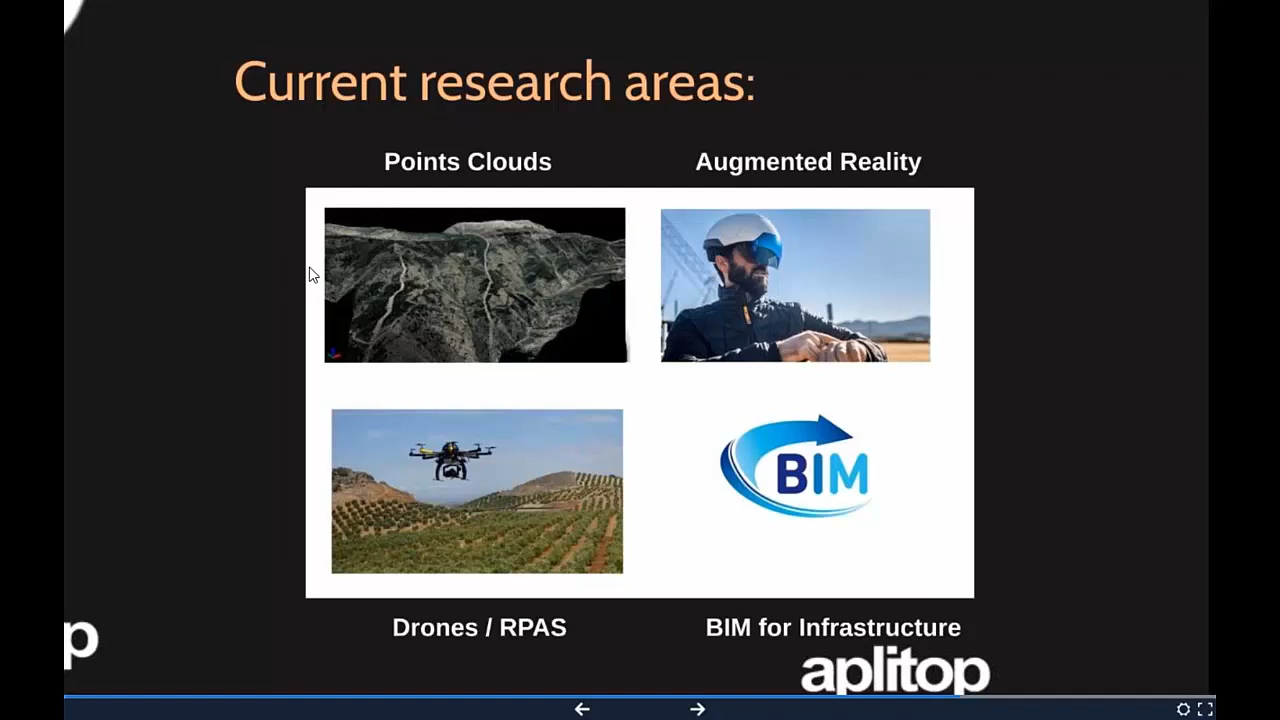 Current research areas:
Points Clouds
Augmented Reality
BIM
Drones / RPAS
BIM for Infrastructure
p
aplitop